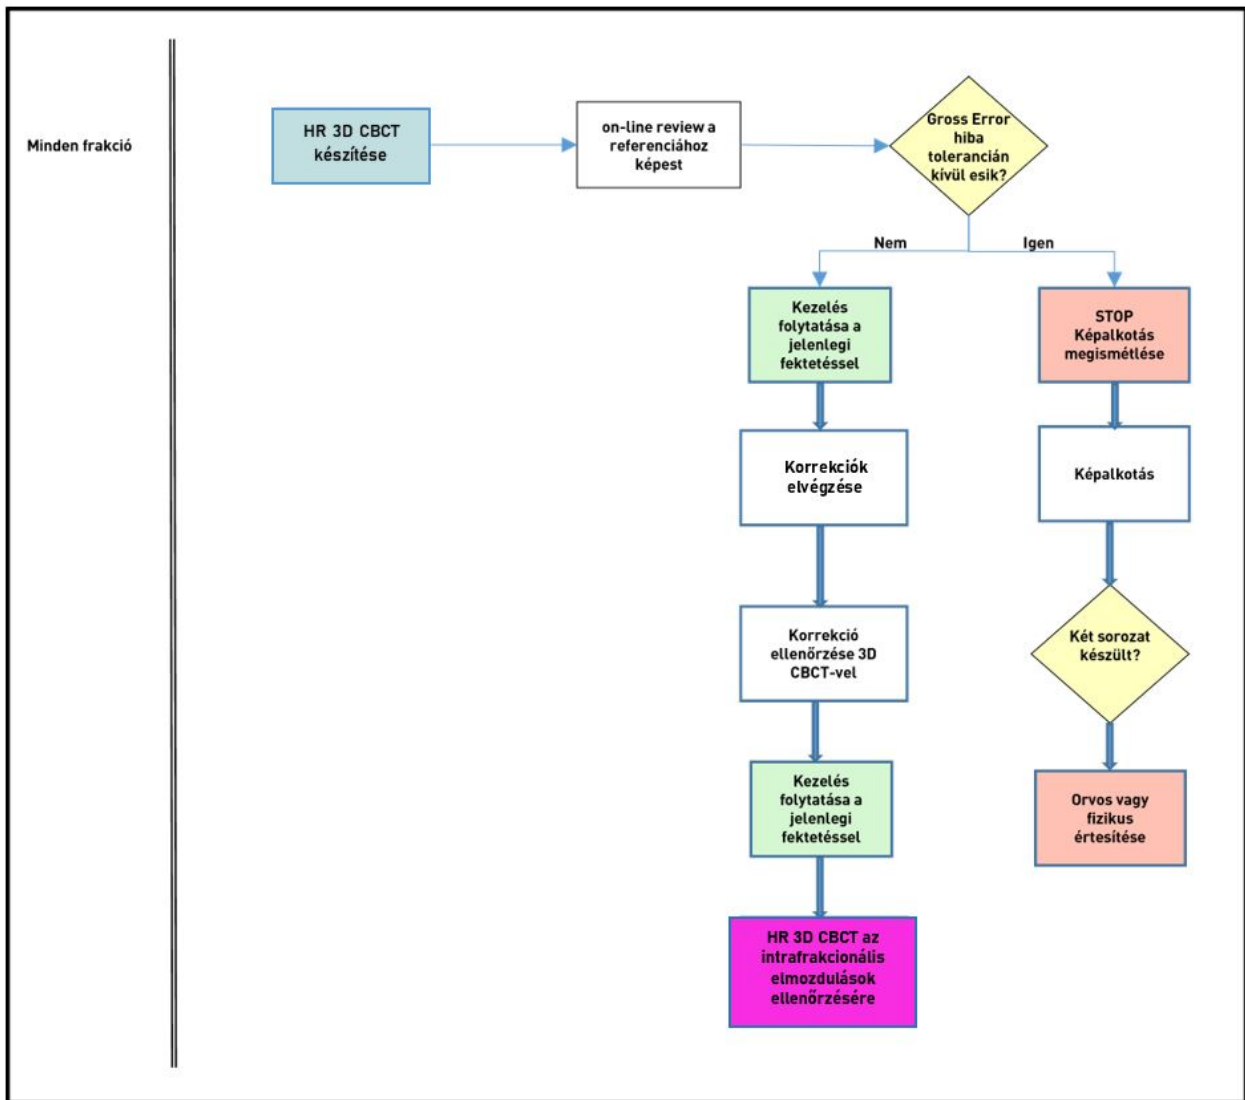 Minden frakció
HR 3D CBCT
készítése
on-line review a
referenciához
képest
Gross Error
hiba
tolerancián
kívül esik?
Nem
Igen
Kezelés
folytatása a
jelenlegi
fektetéssel
STOP
Képalkotás
megismétlése
Korrekciók
elvégzése
Képalkotás
Korrekció
ellenőrzése 3D
CBCT-vel
Két sorozat
készült?
Kezelés
folytatása a
jelenlegi
fektetéssel
Orvos vagy
fizikus
értesítése
HR 3D CBCT az
intrafrakcionális
elmozdulások
ellenőrzésére